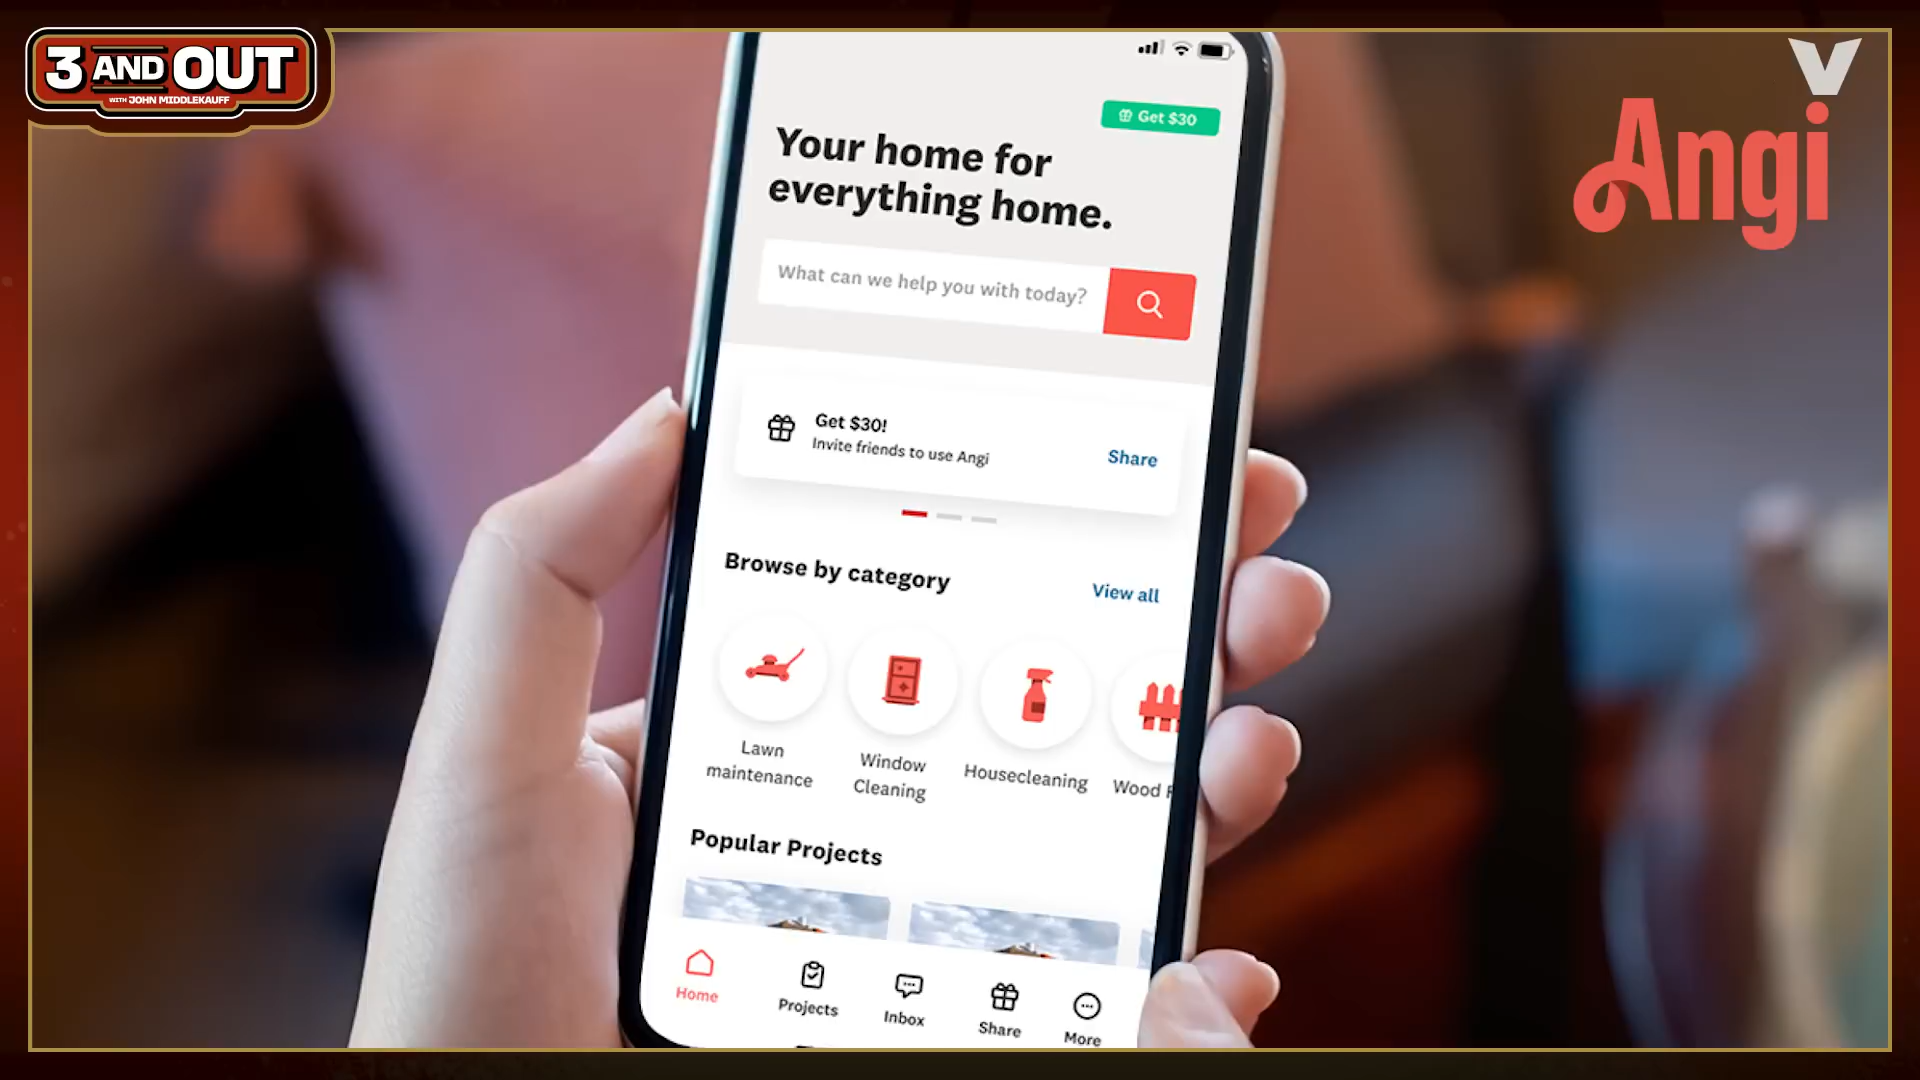 3 AND OUT
WITH JOHN MIDDLEKAUFF
V
Angi
Get $30
Your home for
everything home.
What can we help you with today?
Get $30!
Invite friends to use Angi
Share
Browse by category
View all
Lawn
maintenance
Window
Cleaning
Housecleaning
Wood
Popular Projects
Home
Projects
Inbox
Share
More